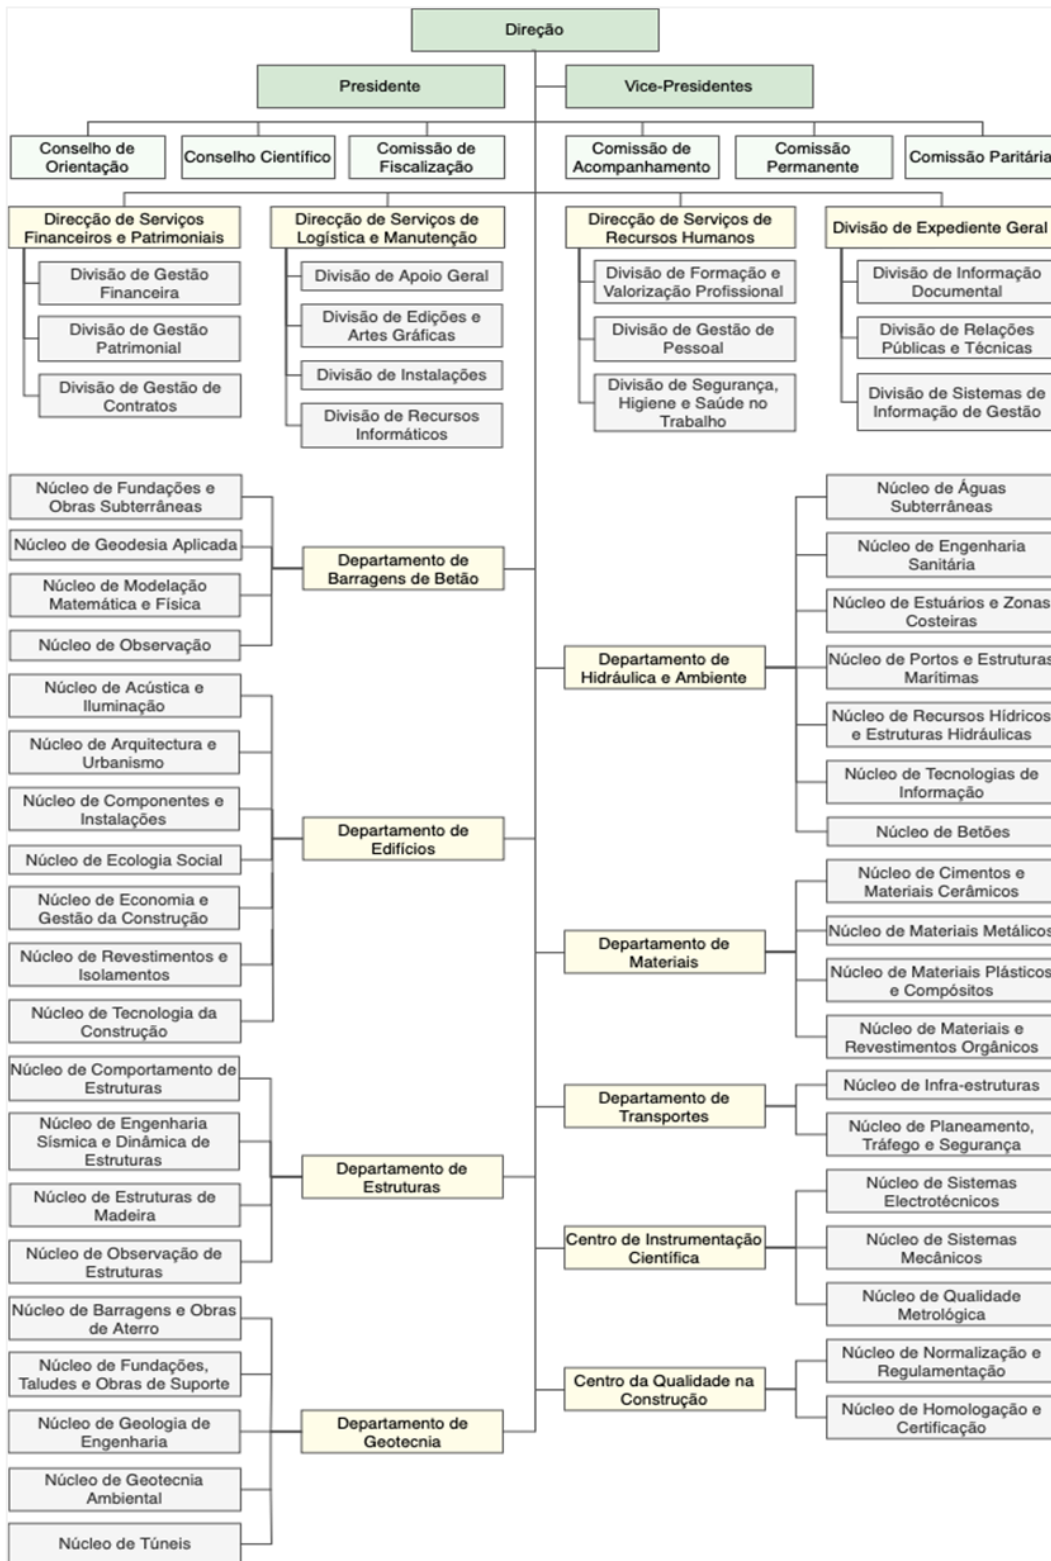 Direção
Presidente
Vice-Presidentes
Conselho de
Orientação
Conselho Científico
Comissão de
Fiscalização
Comissão de
Acompanhamento
Comissão
Permanente
Comissão Paritária
Direcção de Serviços
Financeiros e Patrimoniais
Divisão de Gestão
Financeira
Divisão de Gestão
Patrimonial
Divisão de Gestão de
Contratos
Direcção de Serviços de
Logística e Manutenção
Divisão de Apoio Geral
Divisão de Edições e
Artes Gráficas
Divisão de Instalações
Divisão de Recursos
Informáticos
Direcção de Serviços de
Recursos Humanos
Divisão de Formação e
Valorização Profissional
Divisão de Gestão de
Pessoal
Divisão de Segurança,
Higiene e Saúde no
Trabalho
Divisão de Expediente Geral
Divisão de Informação
Documental
Divisão de Relações
Públicas e Técnicas
Divisão de Sistemas de
Informação de Gestão
Departamento de
Barragens de Betão
Núcleo de Fundações e
Obras Subterrâneas
Núcleo de Geodesia Aplicada
Núcleo de Modelação
Matemática e Física
Núcleo de Observação
Departamento de
Edifícios
Núcleo de Acústica e
Iluminação
Núcleo de Arquitectura e
Urbanismo
Núcleo de Componentes e
Instalações
Núcleo de Ecologia Social
Núcleo de Economia e
Gestão da Construção
Núcleo de Revestimentos e
Isolamentos
Núcleo de Tecnologia da
Construção
Departamento de
Estruturas
Núcleo de Comportamento de
Estruturas
Núcleo de Engenharia
Sísmica e Dinâmica de
Estruturas
Núcleo de Estruturas de
Madeira
Núcleo de Observação de
Estruturas
Departamento de
Geotecnia
Núcleo de Barragens e Obras
de Aterro
Núcleo de Fundações,
Taludes e Obras de Suporte
Núcleo de Geologia de
Engenharia
Núcleo de Geotecnia
Ambiental
Núcleo de Túneis
Departamento de
Hidráulica e Ambiente
Núcleo de Águas
Subterrâneas
Núcleo de Engenharia
Sanitária
Núcleo de Estuários e Zonas
Costeiras
Núcleo de Portos e Estruturas
Marítimas
Núcleo de Recursos Hídricos
e Estruturas Hidráulicas
Núcleo de Tecnologias de
Informação
Núcleo de Betões
Departamento de
Materiais
Núcleo de Cimentos e
Materiais Cerâmicos
Núcleo de Materiais Metálicos
Núcleo de Materiais Plásticos
e Compósitos
Núcleo de Materiais e
Revestimentos Orgânicos
Departamento de
Transportes
Núcleo de Infra-estruturas
Núcleo de Planeamento,
Tráfego e Segurança
Centro de Instrumentação
Científica
Núcleo de Sistemas
Electrotécnicos
Núcleo de Sistemas
Mecânicos
Núcleo de Qualidade
Metrológica
Centro da Qualidade na
Construção
Núcleo de Normalização e
Regulamentação
Núcleo de Homologação e
Certificação